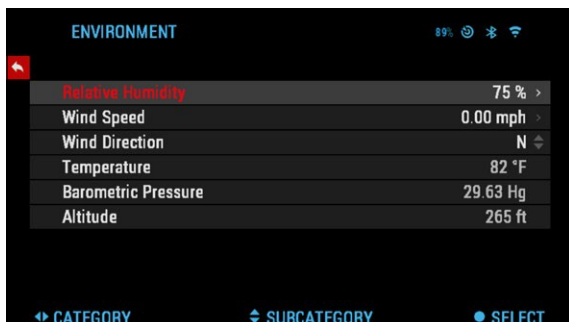 ENVIRONMENT 89%
Relative Humidity 75 %
Wind Speed 0.00 mph
Wind Direction N
Temperature 82 °F
Barometric Pressure 29.63 Hg
Altitude 265 ft
CATEGORY SUBCATEGORY SELECT